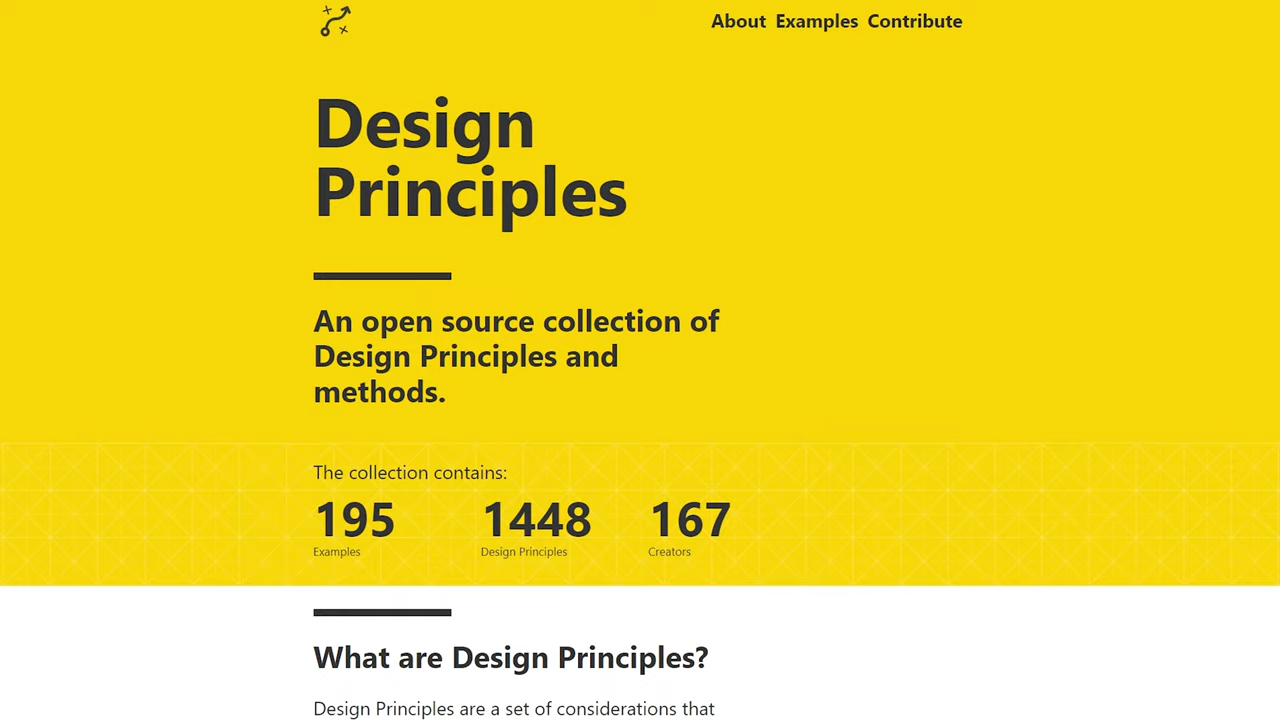 About Examples Contribute
Design
Principles
An open source collection of
Design Principles and
methods.
The collection contains:
195 1448 167
Examples Design Principles Creators
What are Design Principles?
Design Principles are a set of considerations that